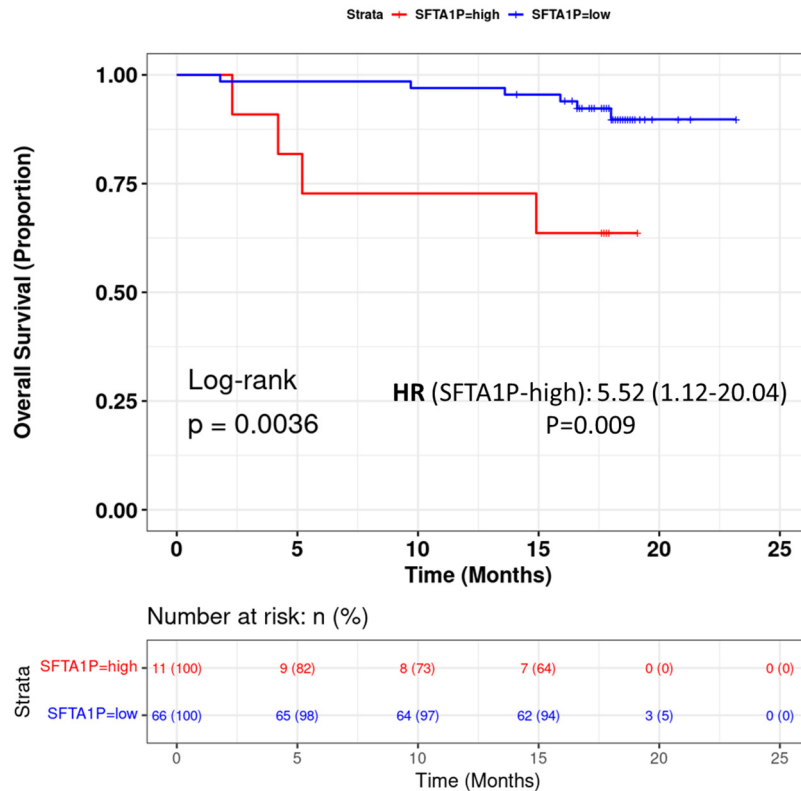 Strata SFTA1P=high SFTA1P=low
1.00
0.75
0.50
0.25
0.00
Overall Survival (Proportion)
Log-rank
p = 0.0036
HR (SFTA1P-high): 5.52 (1.12-20.04)
P=0.009
0 5 10 15 20 25
Time (Months)
Number at risk: n (%)
Strata
SFTA1P=high 11 (100) 9 (82) 8 (73) 7 (64) 0 (0) 0 (0)
SFTA1P=low 66 (100) 65 (98) 64 (97) 62 (94) 3 (5) 0 (0)
0 5 10 15 20 25
Time (Months)